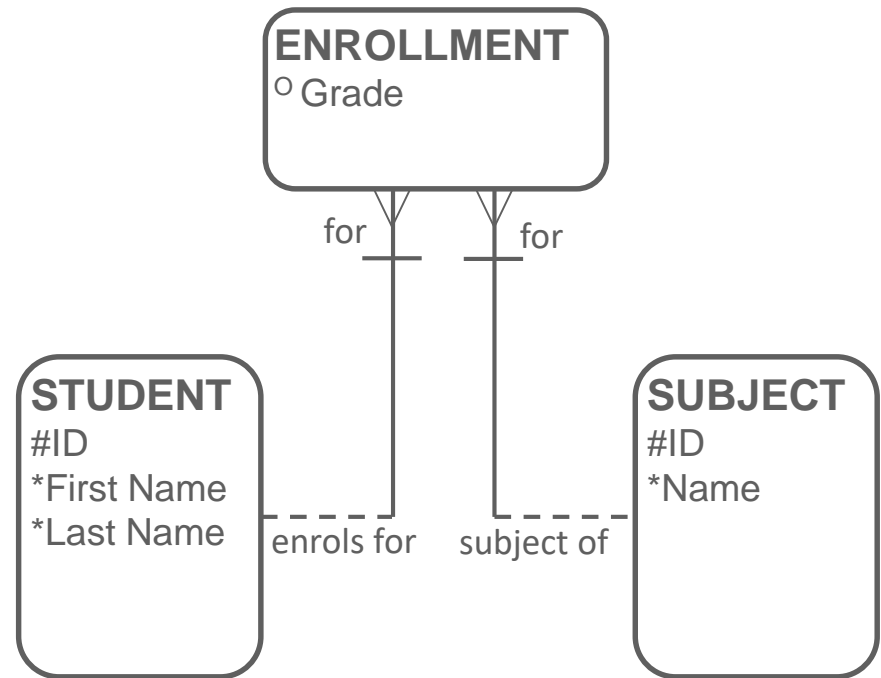 ENROLLMENT
O Grade
for
for
STUDENT
#ID
*First Name
*Last Name
SUBJECT
#ID
*Name
enrols for
subject of